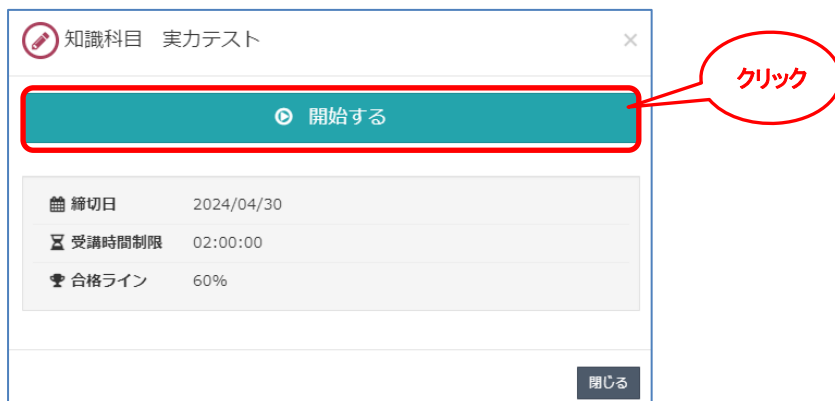 知識科目　実力テスト
×
クリック
開始する
締切日 2024/04/30
受講時間制限 02:00:00
合格ライン 60%
閉じる